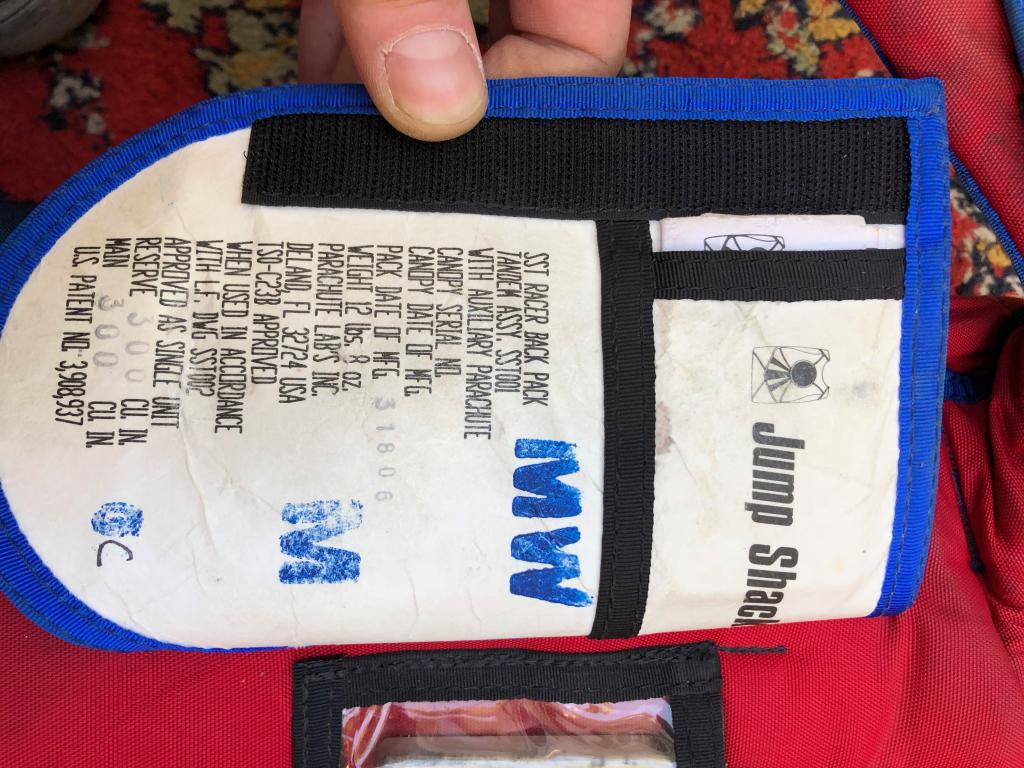 Jump Shack
SST RACER BACK PACK
TANDEM ASSY, SST001
WITH AUXILIARY PARACHUTE
MW
CANPY SERIAL NO.
CANPY DATE OF MFG.
PACK DATE OF MFG. 31806
WEIGHT 12 lbs, 8 oz.
PARACHUTE LABS INC.
DELAND, FL 32724 USA
M
TSO-C23B APPROVED
WHEN USED IN ACCORDANCE
WITH L.F. DWG SST002
APPROVED AS SINGLE UNIT
RESERVE 300 CU. IN.
MAIN 300 CU. IN
U.S. PATENT NO. 3,908,937